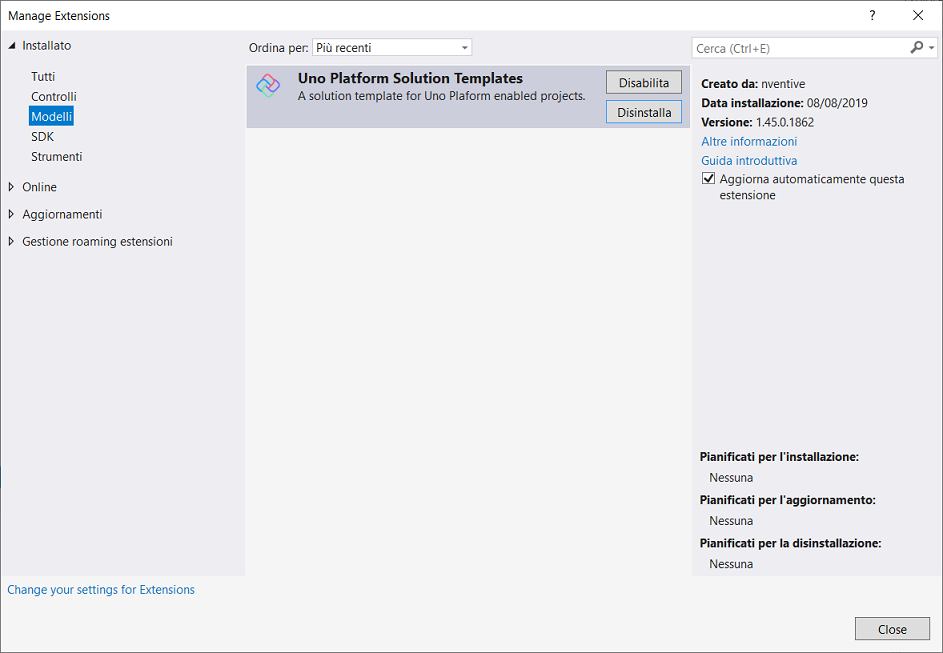 Manage Extensions
?
Installato
Tutti
Controlli
Modelli
SDK
Strumenti
Online
Aggiornamenti
Gestione roaming estensioni
Change your settings for Extensions
Ordina per: Più recenti
Uno Platform Solution Templates
A solution template for Uno Plaform enabled projects.
Disabilita
Disinstalla
Cerca (Ctrl+E)
Creato da: nventive
Data installazione: 08/08/2019
Versione: 1.45.0.1862
Altre informazioni
Guida introduttiva
Aggiorna automaticamente questa
estensione
Pianificati per l'installazione:
Nessuna
Pianificati per l'aggiornamento:
Nessuna
Pianificati per la disinstallazione:
Nessuna
Close